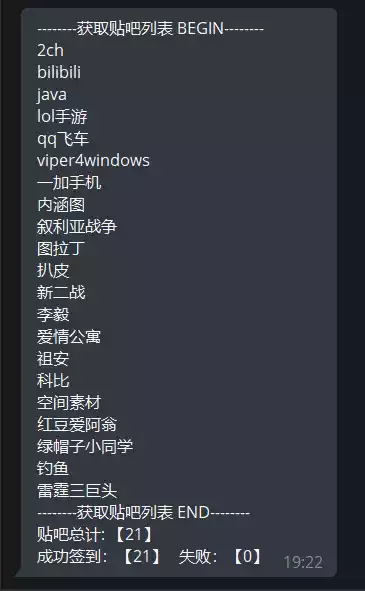 --------获取贴吧列表 BEGIN--------
2ch
bilibili
java
lol手游
qq飞车
viper4windows
一加手机
内涵图
叙利亚战争
图拉丁
扒皮
新二战
李毅
爱情公寓
祖安
科比
空间素材
红豆爱阿翁
绿帽子小同学
钓鱼
雷霆三巨头
--------获取贴吧列表 END--------
贴吧总计:【21】
成功签到：【21】 失败：【0】 19:22